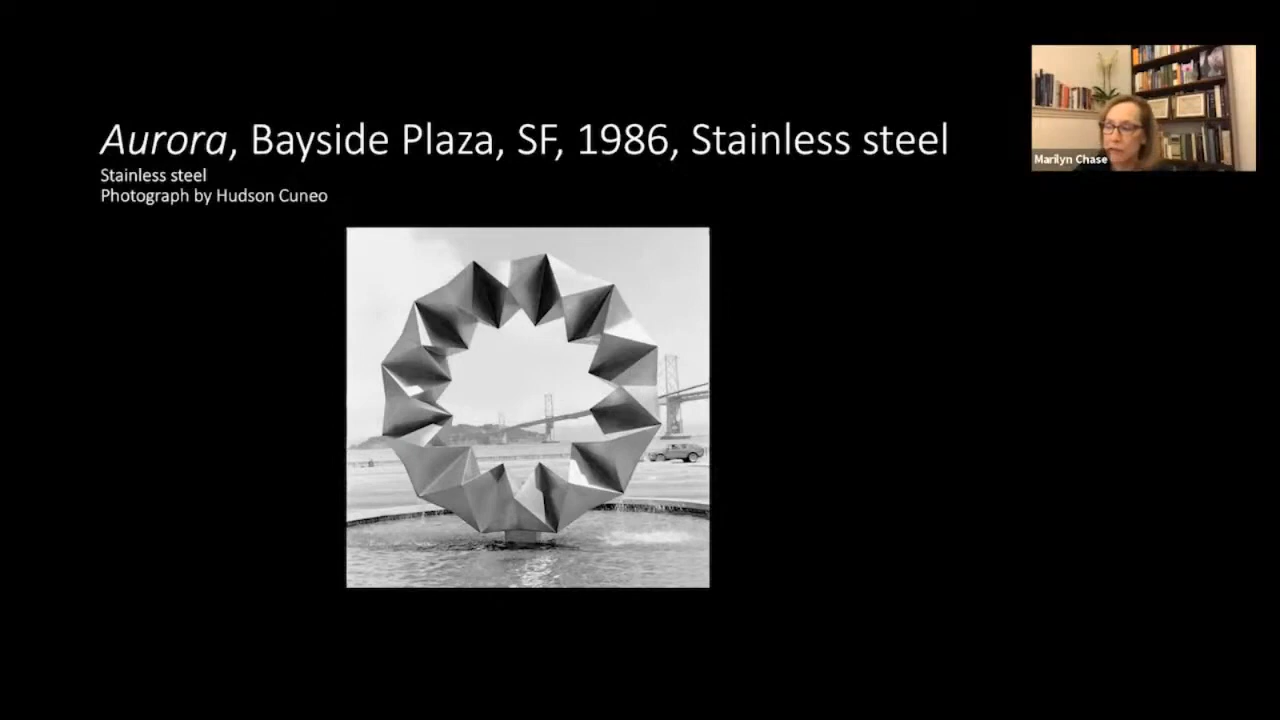 Aurora, Bayside Plaza, SF, 1986, Stainless steel
Stainless steel
Photograph by Hudson Cuneo
Marilyn Chase